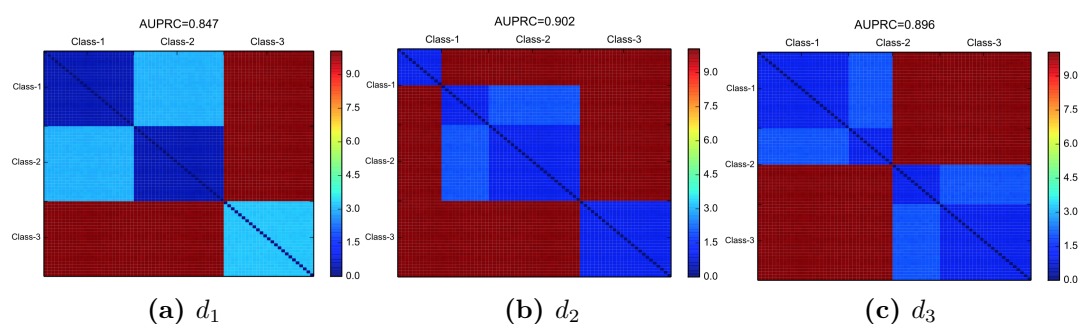 AUPRC=0.847
Class-1 Class-2 Class-3
Class-1
Class-2
Class-3
9.0
7.5
6.0
4.5
3.0
1.5
0.0
(a) d1
AUPRC=0.902
Class-1 Class-2 Class-3
Class-1
Class-2
Class-3
9.0
7.5
6.0
4.5
3.0
1.5
0.0
(b) d2
AUPRC=0.896
Class-1 Class-2 Class-3
Class-1
Class-2
Class-3
9.0
7.5
6.0
4.5
3.0
1.5
0.0
(c) d3